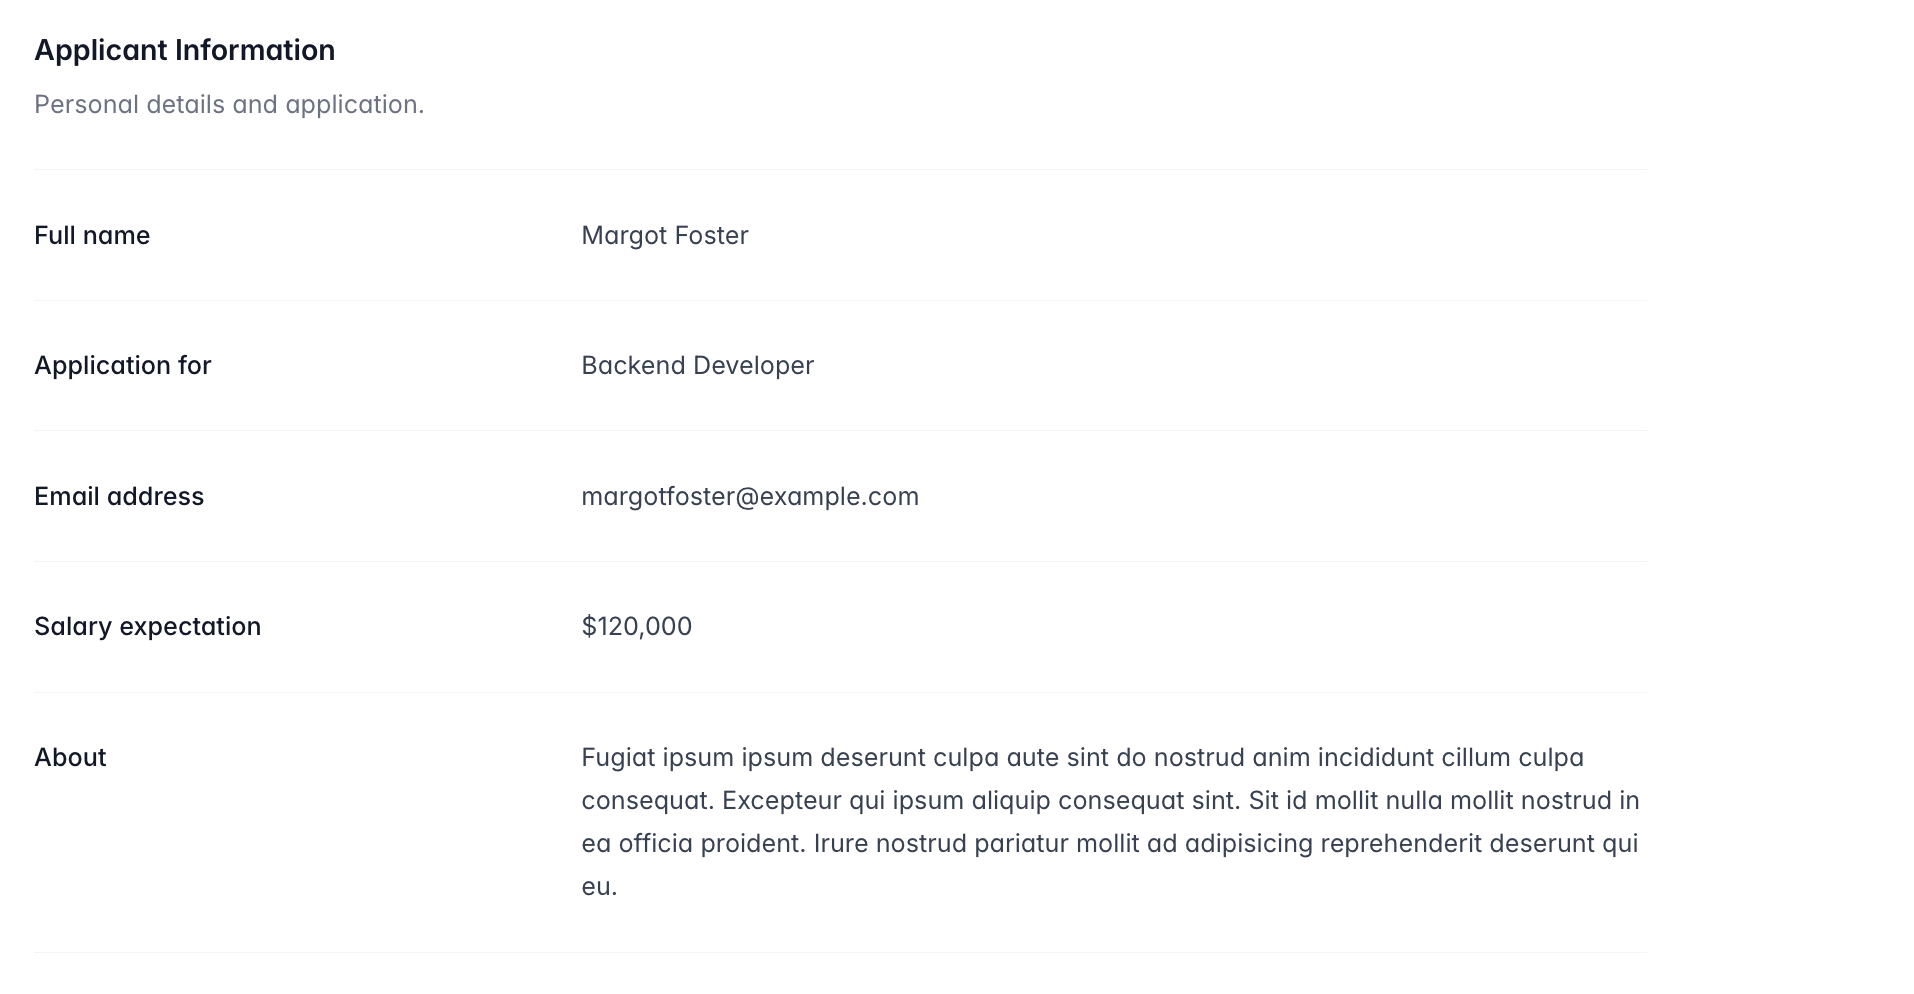 Applicant Information
Personal details and application.
Full name
Margot Foster
Application for
Backend Developer
Email address
margotfoster@example.com
Salary expectation
$120,000
About
Fugiat ipsum ipsum deserunt culpa aute sint do nostrud anim incididunt cillum culpa
consequat. Excepteur qui ipsum aliquip consequat sint. Sit id mollit nulla mollit nostrud in
ea officia proident. Irure nostrud pariatur mollit ad adipisicing reprehenderit deserunt qui
eu.